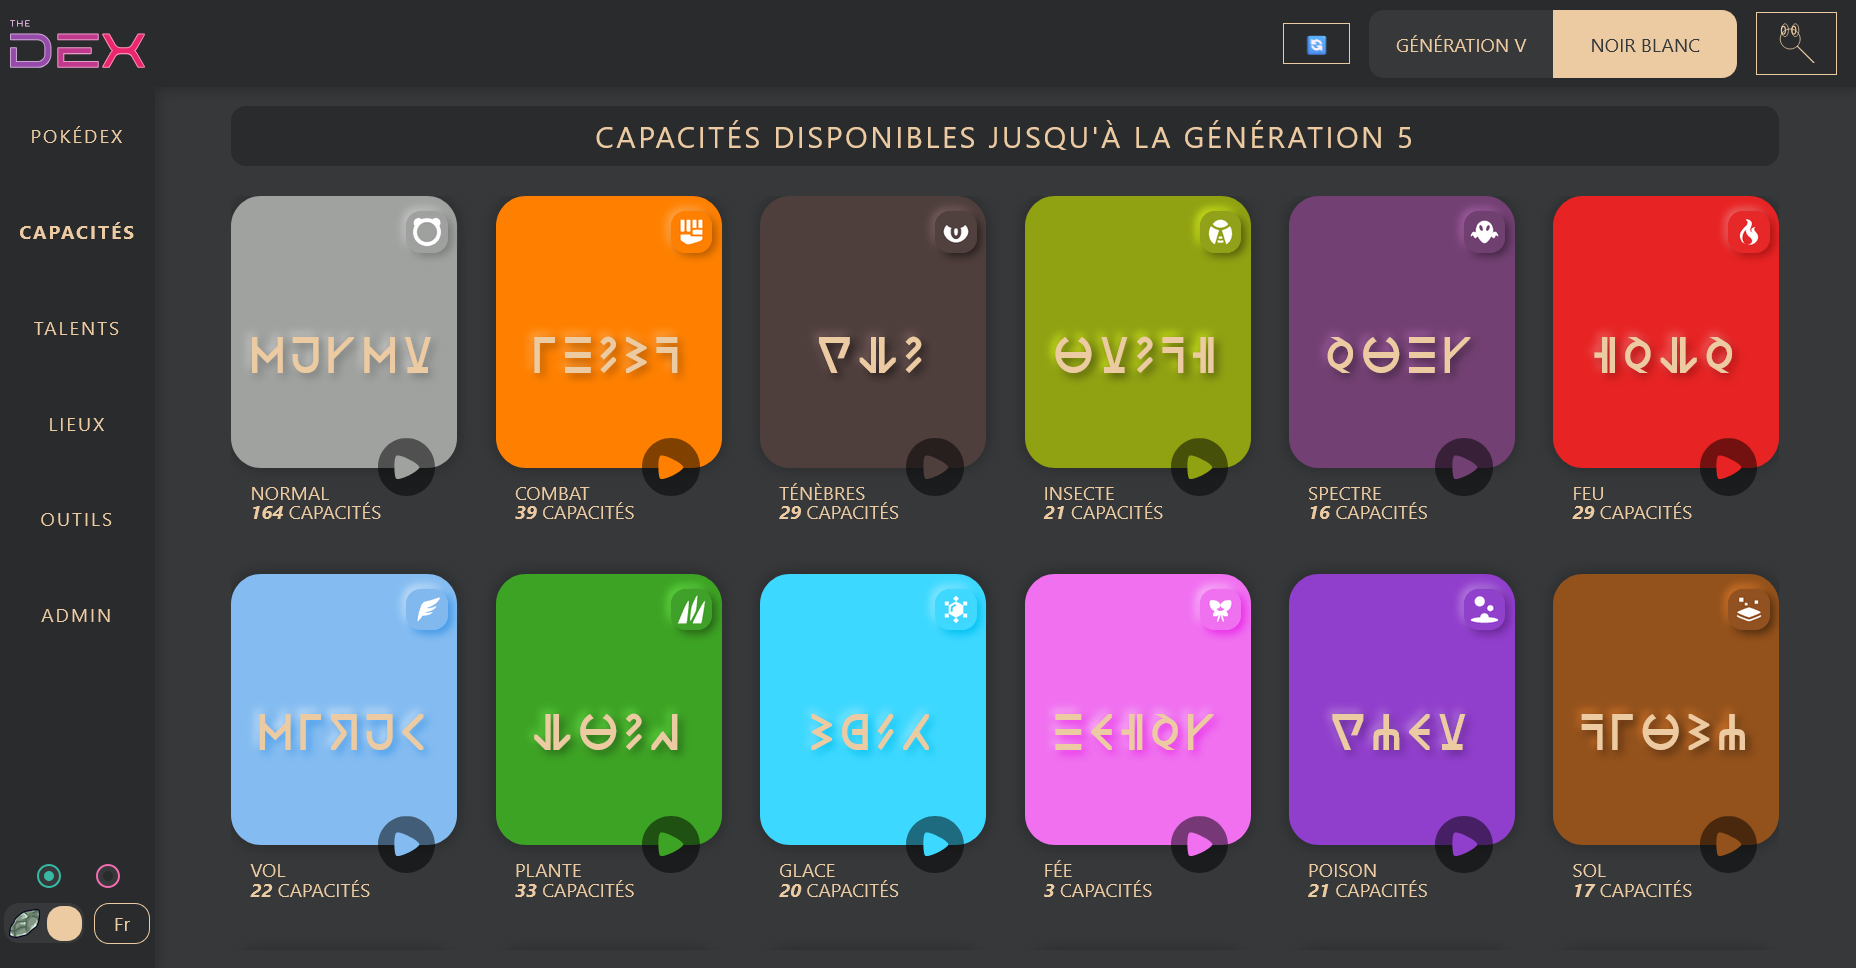 THE
DEX
GÉNÉRATION V
NOIR BLANC
POKÉDEX
CAPACITÉS
TALENTS
LIEUX
OUTILS
ADMIN
Fr
CAPACITÉS DISPONIBLES JUSQU'À LA GÉNÉRATION 5
NORMAL
164 CAPACITÉS
COMBAT
39 CAPACITÉS
TÉNÈBRES
29 CAPACITÉS
INSECTE
21 CAPACITÉS
SPECTRE
16 CAPACITÉS
FEU
29 CAPACITÉS
VOL
22 CAPACITÉS
PLANTE
33 CAPACITÉS
GLACE
20 CAPACITÉS
FÉE
3 CAPACITÉS
POISON
21 CAPACITÉS
SOL
17 CAPACITÉS